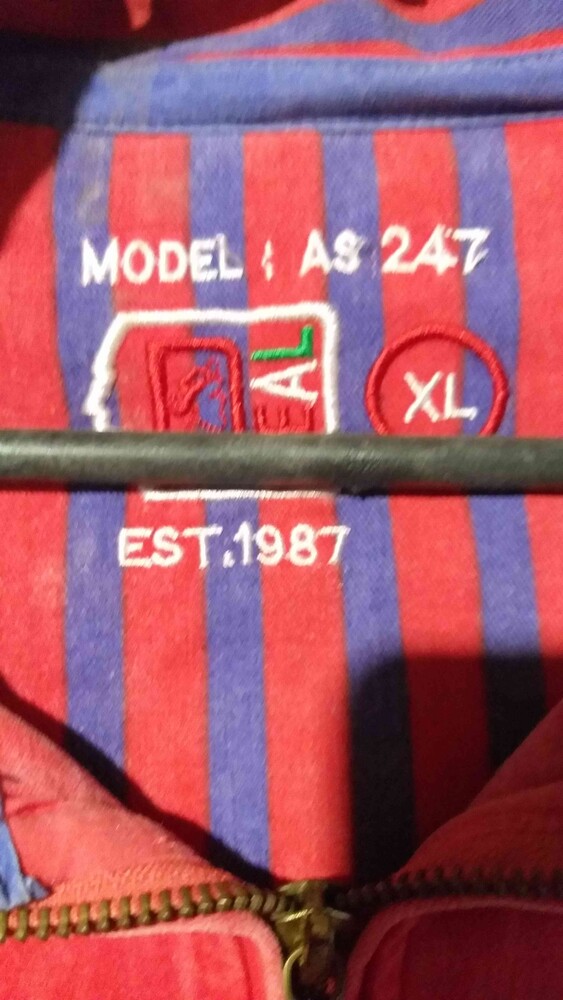 MODEL : AS 247
XL
EST.1987